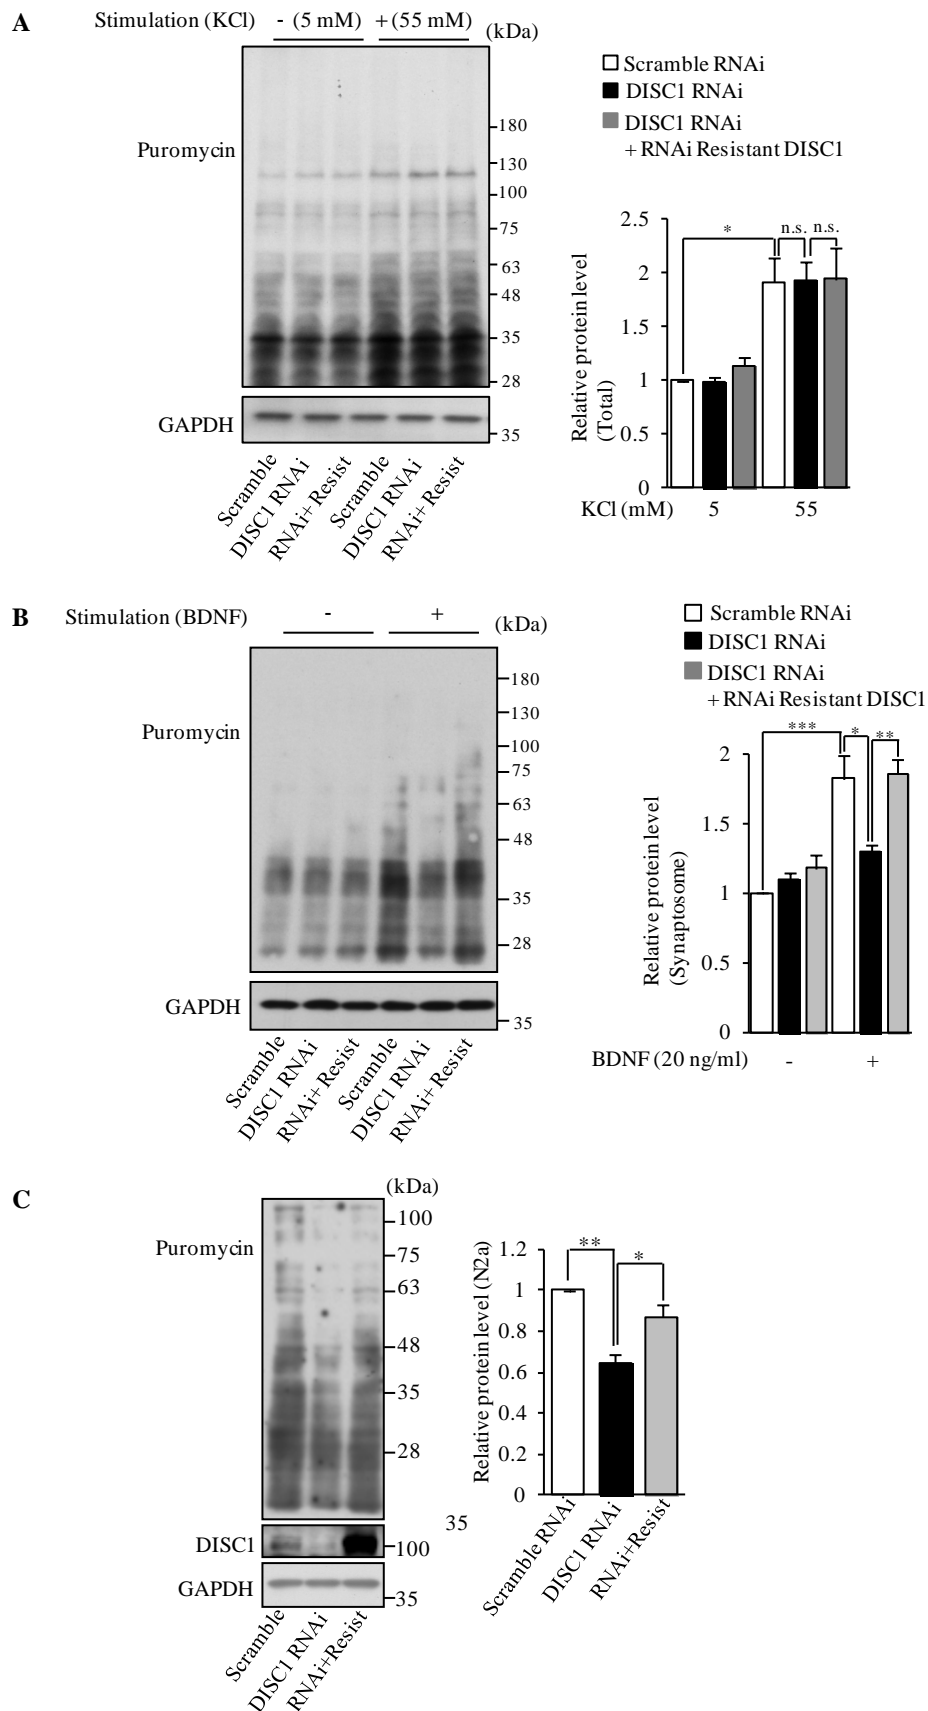 A
Stimulation (KCl)
- (5 mM)
+ (55 mM)
(kDa)
Puromycin
180
130
100
75
63
48
35
28
GAPDH
35
Scramble
DISC1 RNAi
RNAi+ Resist
Scramble
DISC1 RNAi
RNAi+ Resist
Scramble RNAi
DISC1 RNAi
DISC1 RNAi
+ RNAi Resistant DISC1
Relative protein level
(Total)
2.5
2
1.5
1
0.5
0
*
n.s.
n.s.
KCl (mM)
5
55
B
Stimulation (BDNF)
-
+
(kDa)
Puromycin
180
130
100
75
63
48
35
28
GAPDH
35
Scramble
DISC1 RNAi
RNAi+ Resist
Scramble
DISC1 RNAi
RNAi+ Resist
Scramble RNAi
DISC1 RNAi
DISC1 RNAi
+ RNAi Resistant DISC1
Relative protein level
(Synaptosome)
2
1.5
1
0.5
0
***
*
**
BDNF (20 ng/ml)
-
+
C
(kDa)
Puromycin
100
75
63
48
35
28
35
DISC1
100
GAPDH
35
Scramble
DISC1 RNAi
RNAi+Resist
Relative protein level (N2a)
1.2
1
0.8
0.6
0.4
0.2
0
**
*
Scramble RNAi
DISC1 RNAi
RNAi+Resist